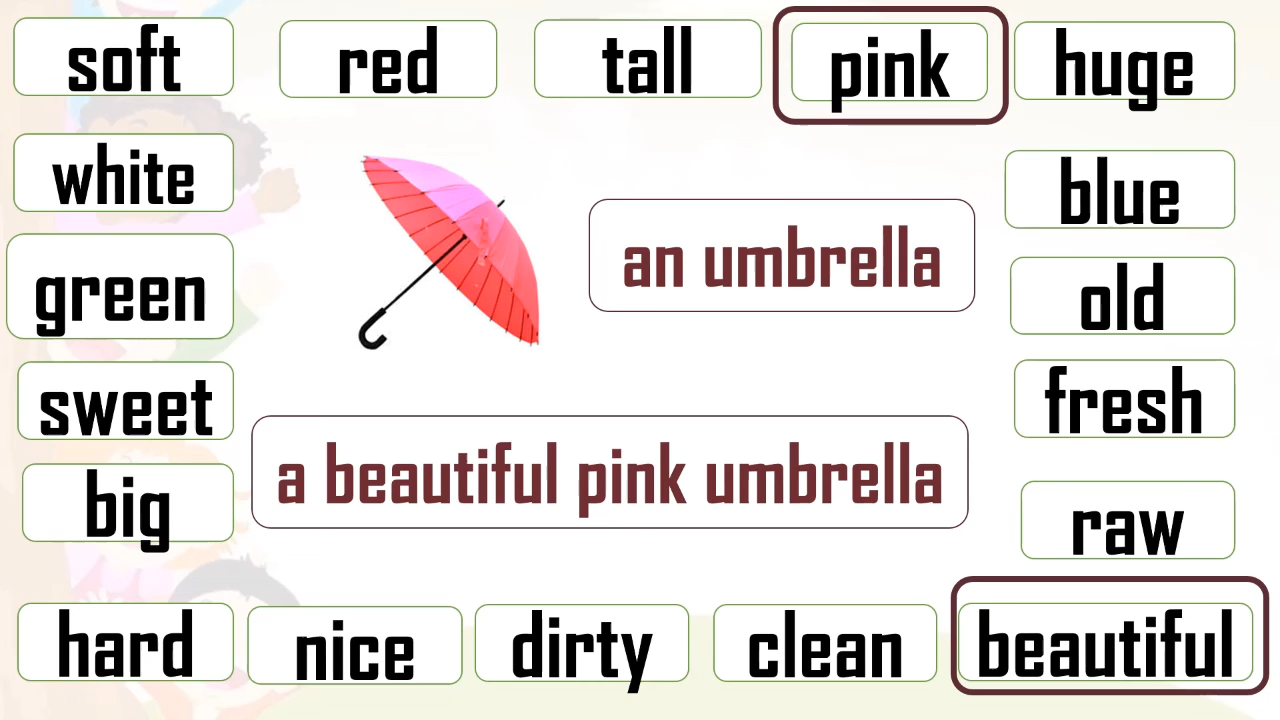 soft
red
tall
pink
huge
white
blue
an umbrella
green
old
sweet
fresh
a beautiful pink umbrella
big
raw
hard
nice
dirty
clean
beautiful